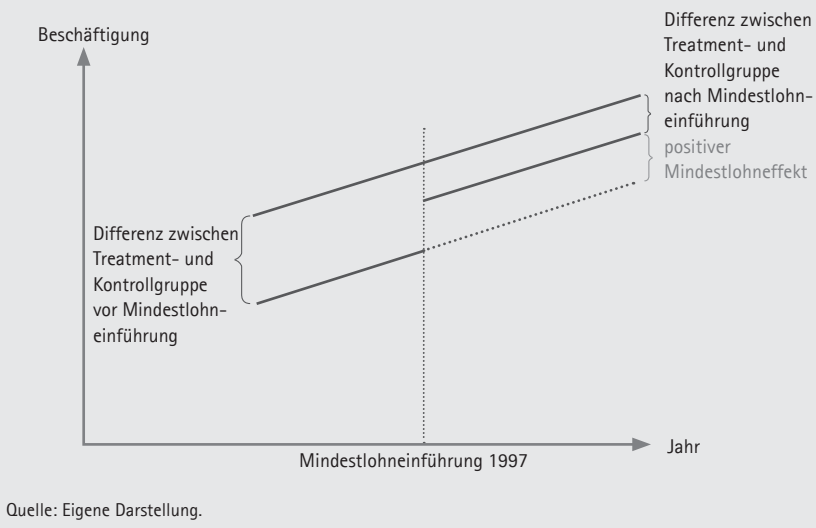 Beschäftigung
Differenz zwischen
Treatment- und
Kontrollgruppe
nach Mindestlohn-
einführung
positiver
Mindestlohneffekt
Differenz zwischen
Treatment- und
Kontrollgruppe
vor Mindestlohn-
einführung
Jahr
Mindestlohneinführung 1997
Quelle: Eigene Darstellung.